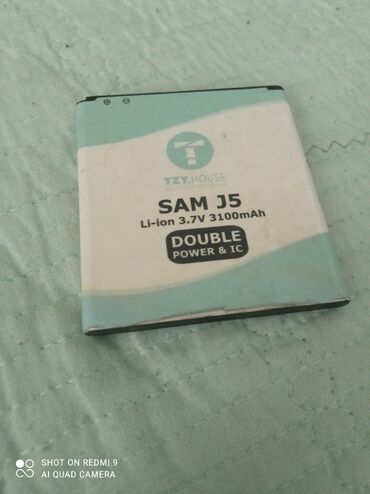 T
TZY.HOUSE
SAM J5
Li-ion 3.7V 3100mAh
DOUBLE
POWER & IC
SHOT ON REDMI 9
AI QUAD CAMERA